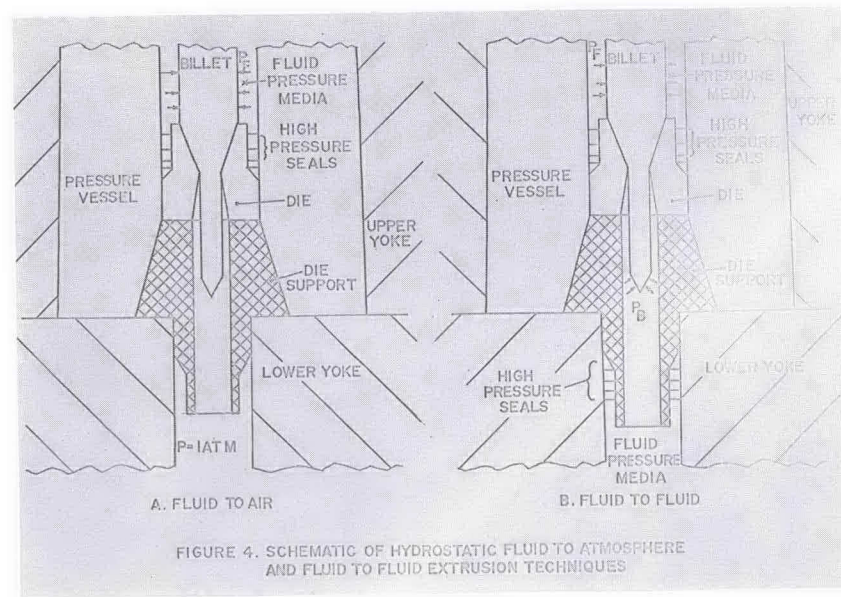 BILLET
PF
FLUID
PRESSURE
MEDIA
HIGH
PRESSURE
SEALS
PRESSURE
VESSEL
DIE
UPPER
YOKE
DIE
SUPPORT
LOWER YOKE
P=1ATM
A. FLUID TO AIR
PF
BILLET
FLUID
PRESSURE
MEDIA
UPPER
YOKE
HIGH
PRESSURE
SEALS
PRESSURE
VESSEL
DIE
DIE
SUPPORT
PB
LOWER YOKE
HIGH
PRESSURE
SEALS
FLUID
PRESSURE
MEDIA
B. FLUID TO FLUID
FIGURE 4. SCHEMATIC OF HYDROSTATIC FLUID TO ATMOSPHERE
AND FLUID TO FLUID EXTRUSION TECHNIQUES